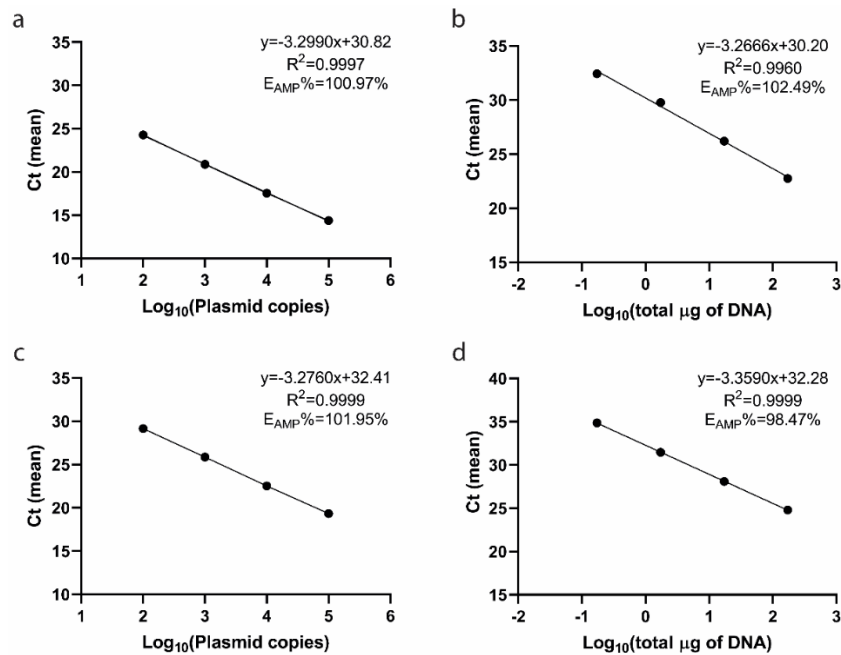 a
y=-3.2990x+30.82
R²=0.9997
E_AMP%=100.97%
35
30
25
20
15
10
Ct (mean)
1 2 3 4 5 6
Log₁₀(Plasmid copies)
b
y=-3.2666x+30.20
R²=0.9960
E_AMP%=102.49%
35
30
25
20
15
Ct (mean)
-2 -1 0 1 2 3
Log₁₀(total μg of DNA)
c
y=-3.2760x+32.41
R²=0.9999
E_AMP%=101.95%
35
30
25
20
15
10
Ct (mean)
1 2 3 4 5 6
Log₁₀(Plasmid copies)
d
y=-3.3590x+32.28
R²=0.9999
E_AMP%=98.47%
40
35
30
25
20
15
Ct (mean)
-2 -1 0 1 2 3
Log₁₀(total μg of DNA)